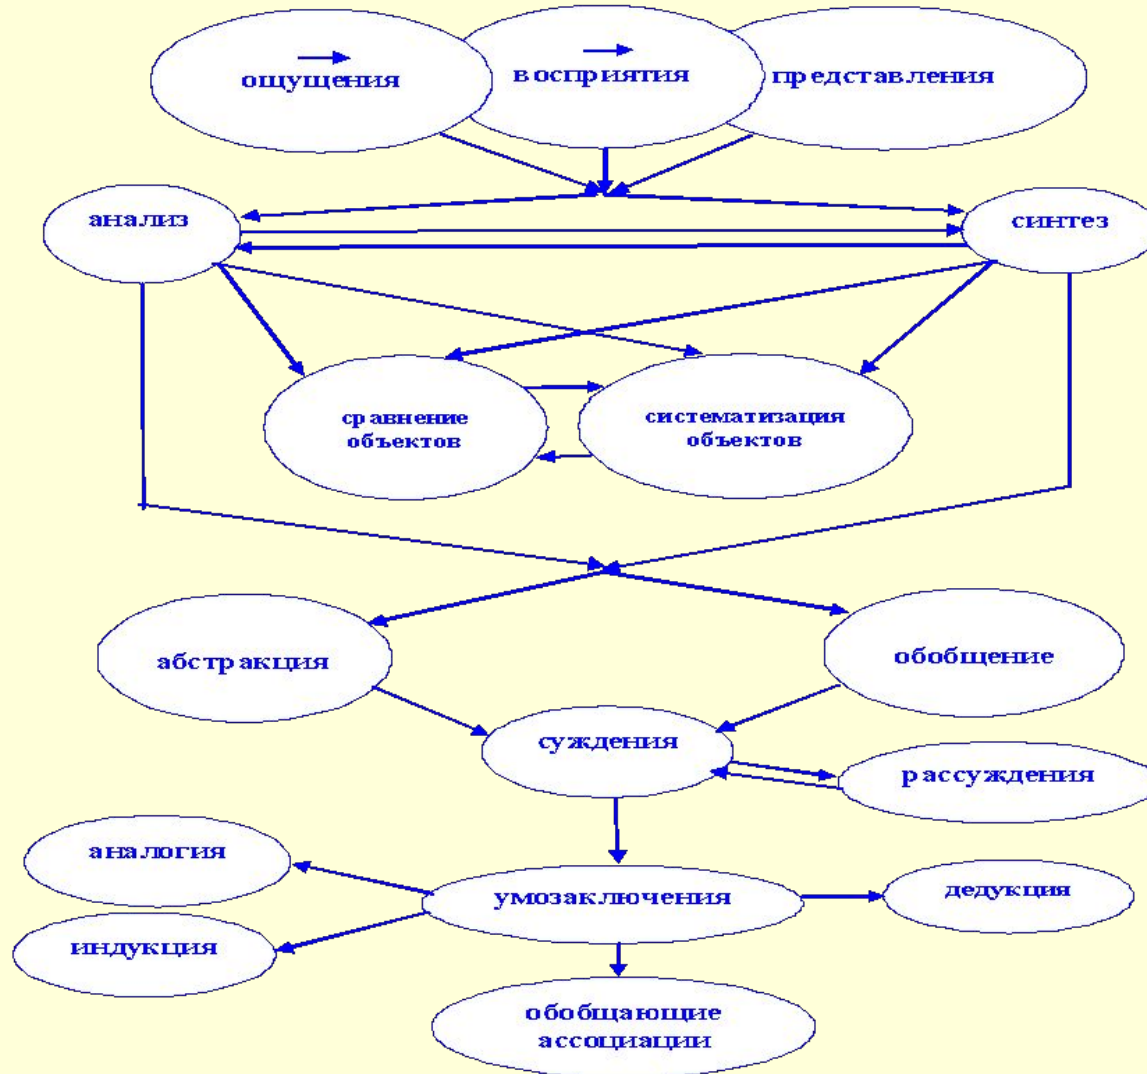 ощущения
восприятия
представления
анализ
синтез
сравнение
объектов
систематизация
объектов
абстракция
обобщение
суждения
рассуждения
аналогия
умозаключения
дедукция
индукция
обобщающие
ассоциации